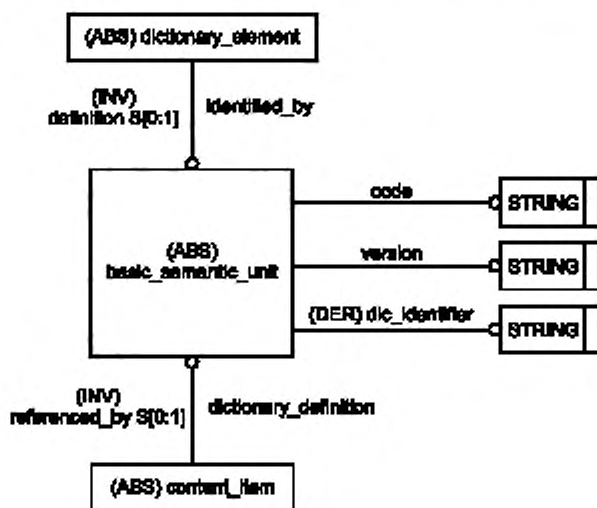 (ABS) dictionary_element
(INV)
definition S[0:1]
identified_by
code
STRING
(ABS)
basic_semantic_unit
version
STRING
(DER) dic_identifier
STRING
(INV)
referenced_by S[0:1]
dictionary_definition
(ABS) content_item